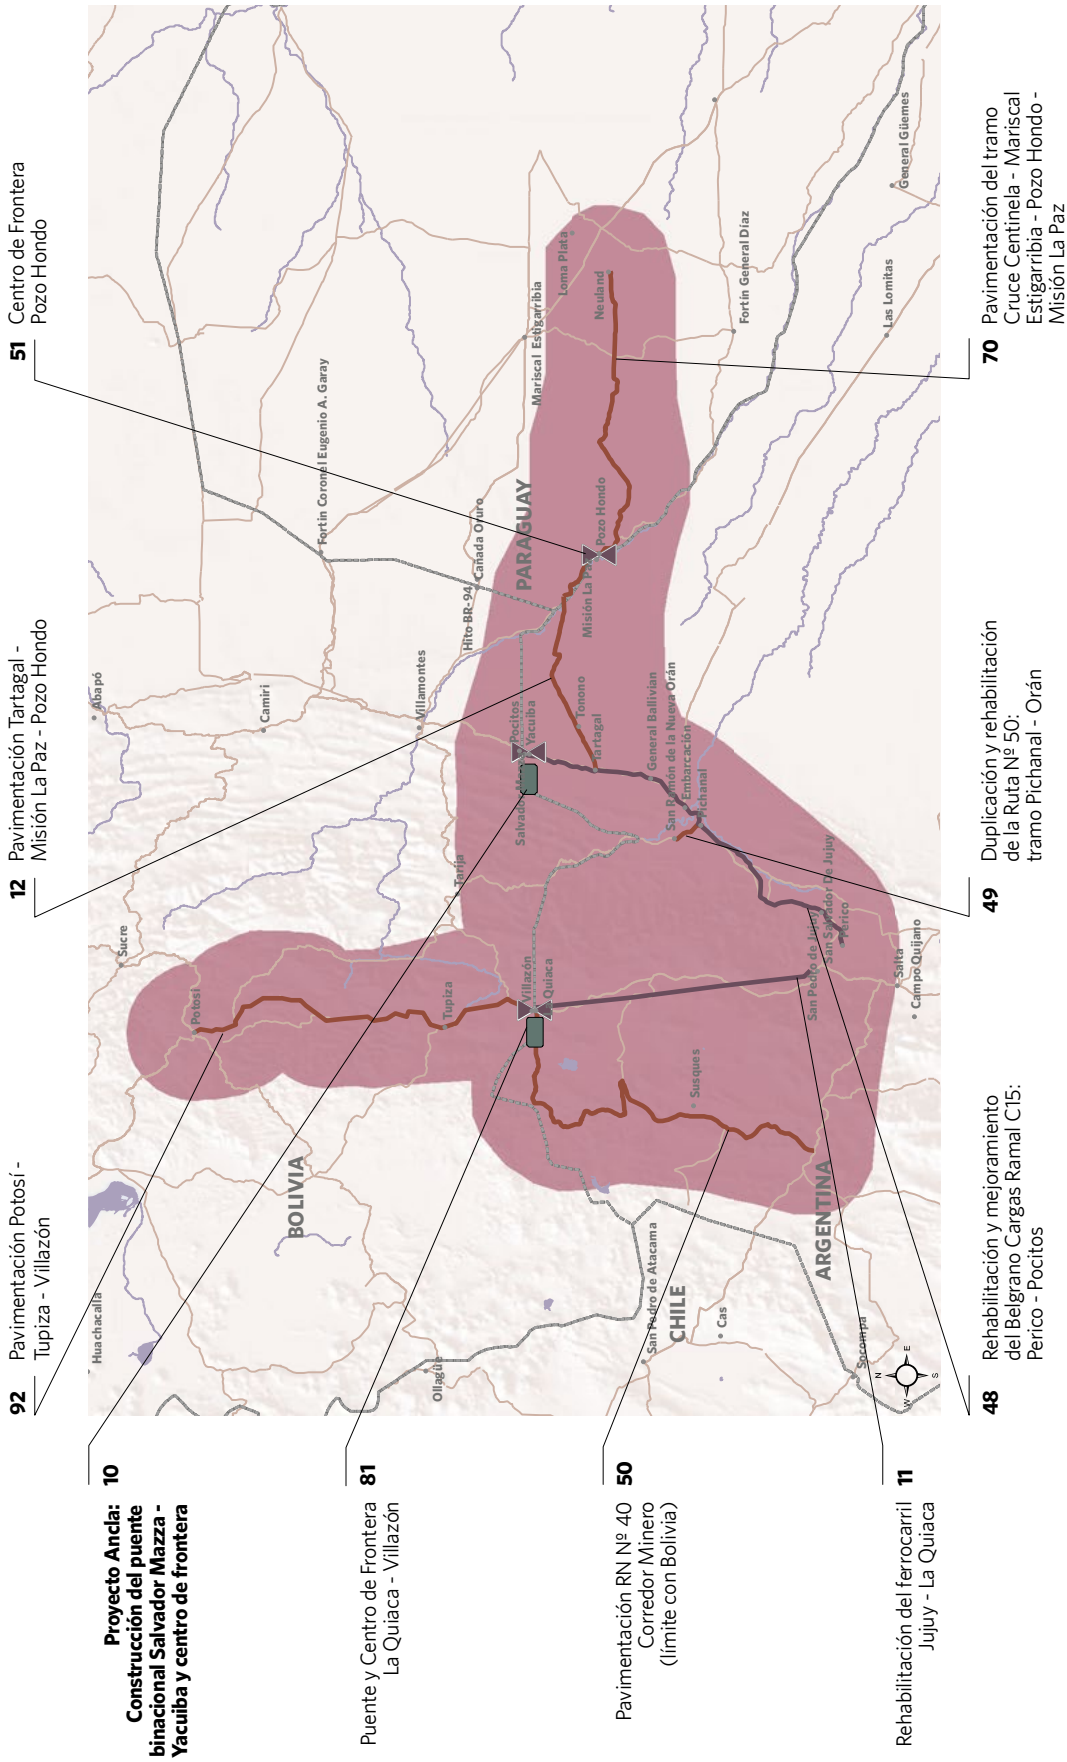 92
Pavimentación Potosí -
Tupiza - Villazón
12
Pavimentación Tartagal -
Misión La Paz - Pozo Hondo
51
Centro de Frontera
Pozo Hondo
10
Proyecto Ancla:
Construcción del puente
binacional Salvador Mazza -
Yacuiba y centro de frontera
81
Puente y Centro de Frontera
La Quiaca - Villazón
50
Pavimentación RN Nº 40
Corredor Minero
(límite con Bolivia)
11
Rehabilitación del ferrocarril
Jujuy - La Quiaca
48
Rehabilitación y mejoramiento
del Belgrano Cargas Ramal C15:
Perico - Pocitos
49
Duplicación y rehabilitación
de la Ruta Nº 50:
tramo Pichanal - Orán
70
Pavimentación del tramo
Cruce Centinela - Mariscal
Estigarribia - Pozo Hondo -
Misión La Paz
Huachacalla
Sucre
Abapó
Potosí
Camiri
BOLIVIA
Fortín Coronel Eugenio A. Garay
Villamontes
Ollagüe
Tupiza
Tarija
Hito BR-94
Cañada Oruro
PARAGUAY
Mariscal Estigarribia
Loma Plata
Neuland
Villazón
Quiaca
Salvador
Pocitos
Yacuiba
Tonono
Tartagal
Misión La Paz
Pozo Hondo
San Pedro de Atacama
CHILE
Cas
Susques
General Ballivian
San Ramón de la Nueva Orán
Embarcación
Pichanal
Fortín General Díaz
ARGENTINA
San Pedro de Jujuy
San Salvador De Jujuy
Perico
Salta
Campo Quijano
Las Lomitas
General Güemes
Socompa
N
E
S
W